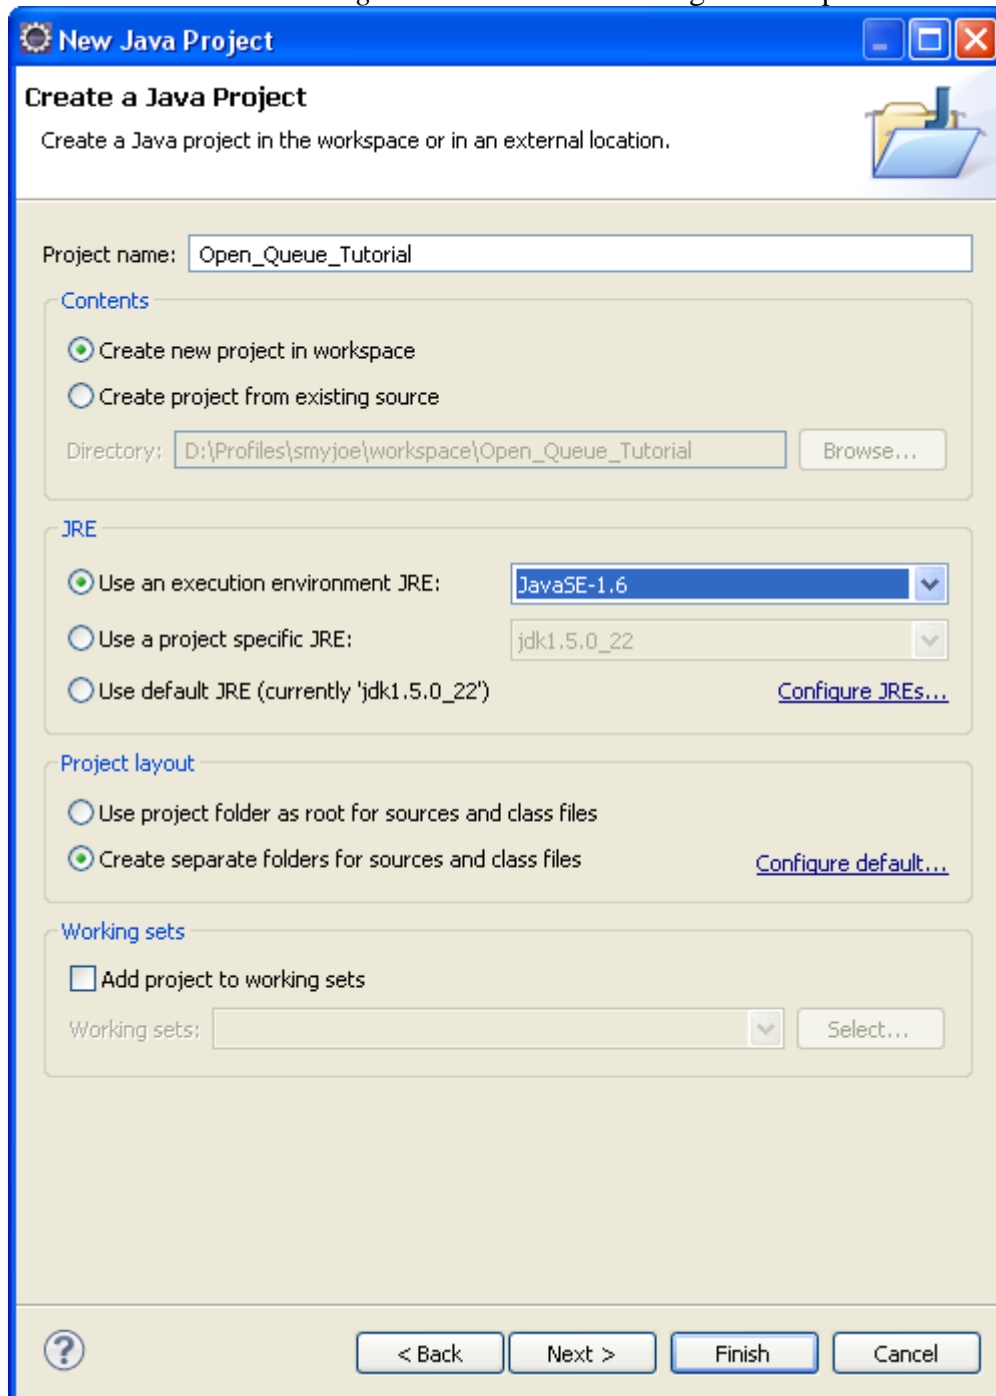 New Java Project
Create a Java Project
Create a Java project in the workspace or in an external location.
Project name: Open_Queue_Tutorial
Contents
Create new project in workspace
Create project from existing source
Directory: D:\Profiles\smyjoe\workspace\Open_Queue_Tutorial Browse...
JRE
Use an execution environment JRE: JavaSE-1.6
Use a project specific JRE: jdk1.5.0_22
Use default JRE (currently 'jdk1.5.0_22') Configure JREs...
Project layout
Use project folder as root for sources and class files
Create separate folders for sources and class files Configure default...
Working sets
Add project to working sets
Working sets: Select...
? < Back Next > Finish Cancel